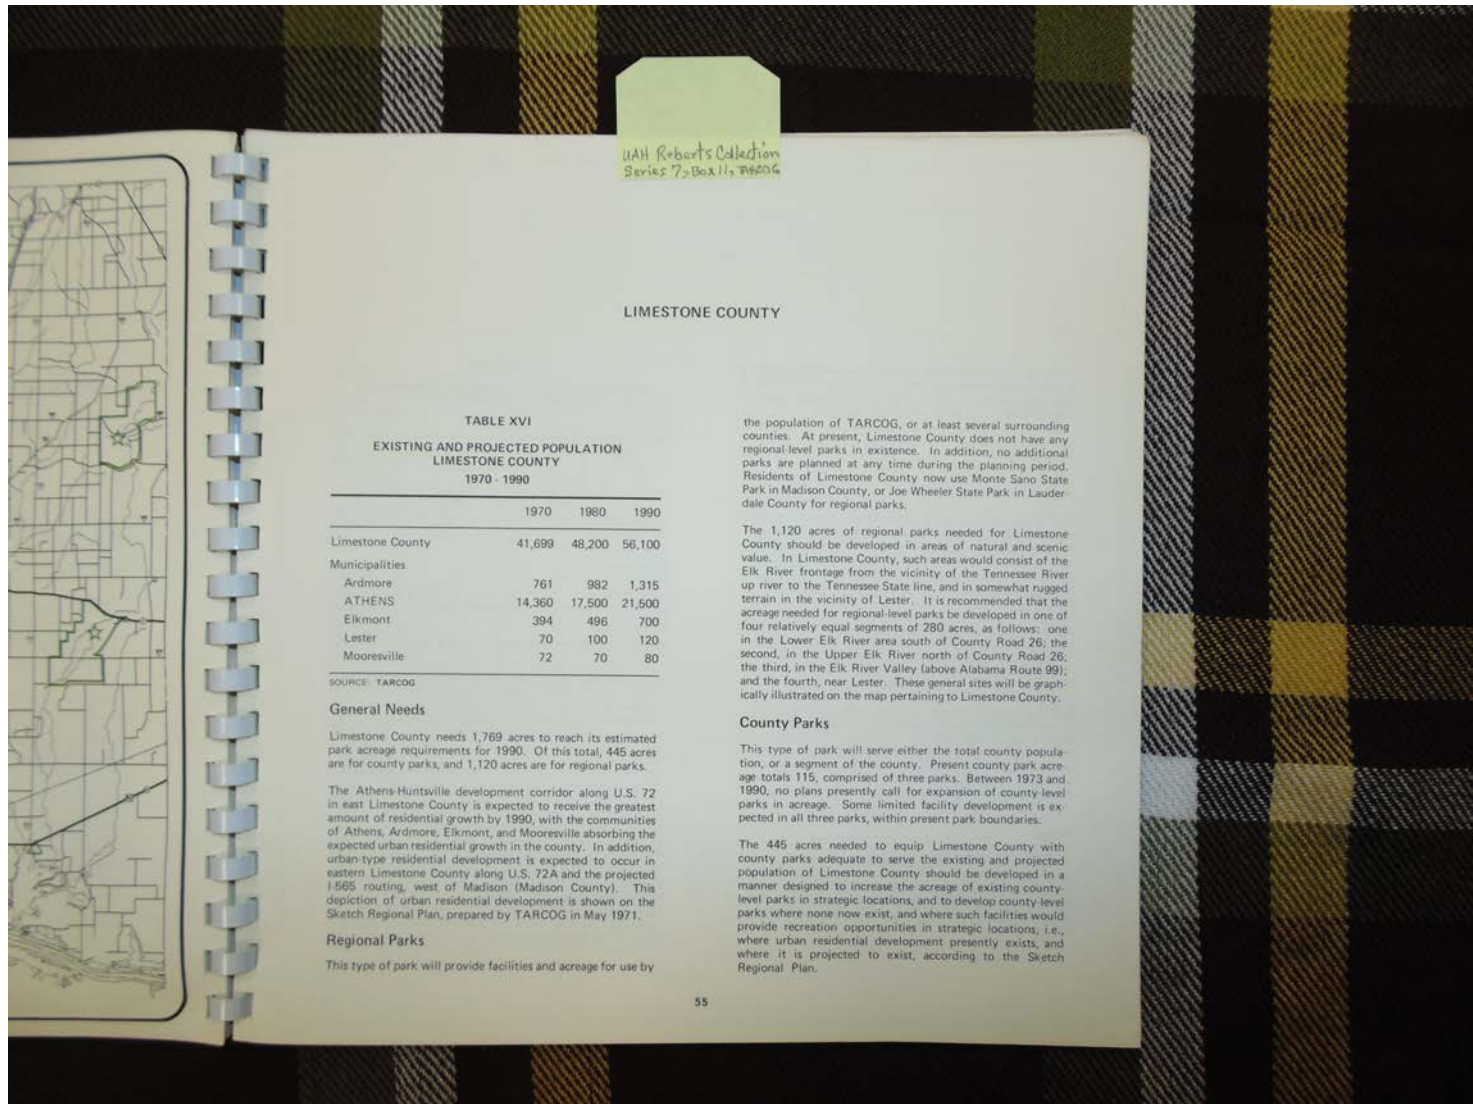 UAH Roberts Collection
Series 7, Box 11, TARCOG
LIMESTONE COUNTY
TABLE XVI
EXISTING AND PROJECTED POPULATION
LIMESTONE COUNTY
1970 - 1990
1970 1980 1990
Limestone County 41,699 48,200 56,100
Municipalities
Ardmore 761 982 1,315
ATHENS 14,360 17,500 21,500
Elkmont 394 496 700
Lester 70 100 120
Mooresville 72 70 80
SOURCE: TARCOG
General Needs
Limestone County needs 1,769 acres to reach its estimated
park acreage requirements for 1990. Of this total, 445 acres
are for county parks, and 1,120 acres are for regional parks.
The Athens-Huntsville development corridor along U.S. 72
in east Limestone County is expected to receive the greatest
amount of residential growth by 1990, with the communities
of Athens, Ardmore, Elkmont, and Mooresville absorbing the
expected urban residential growth in the county. In addition,
urban-type residential development is expected to occur in
eastern Limestone County along U.S. 72A and the projected
I-565 routing, west of Madison (Madison County). This
depiction of urban residential development is shown on the
Sketch Regional Plan, prepared by TARCOG in May 1971.
Regional Parks
This type of park will provide facilities and acreage for use by
the population of TARCOG, or at least several surrounding
counties. At present, Limestone County does not have any
regional-level parks in existence. In addition, no additional
parks are planned at any time during the planning period.
Residents of Limestone County now use Monte Sano State
Park in Madison County, or Joe Wheeler State Park in Lauder-
dale County for regional parks.
The 1,120 acres of regional parks needed for Limestone
County should be developed in areas of natural and scenic
value. In Limestone County, such areas would consist of the
Elk River frontage from the vicinity of the Tennessee River
up river to the Tennessee State line, and in somewhat rugged
terrain in the vicinity of Lester. It is recommended that the
acreage needed for regional-level parks be developed in one of
four relatively equal segments of 280 acres, as follows: one
in the Lower Elk River area south of County Road 26; the
second, in the Upper Elk River north of County Road 26;
the third, in the Elk River Valley (above Alabama Route 99);
and the fourth, near Lester. These general sites will be graph-
ically illustrated on the map pertaining to Limestone County.
County Parks
This type of park will serve either the total county popula-
tion, or a segment of the county. Present county park acre-
age totals 115, comprised of three parks. Between 1973 and
1990, no plans presently call for expansion of county-level
parks in acreage. Some limited facility development is ex-
pected in all three parks, within present park boundaries.
The 445 acres needed to equip Limestone County with
county parks adequate to serve the existing and projected
population of Limestone County should be developed in a
manner designed to increase the acreage of existing county-
level parks in strategic locations, and to develop county-level
parks where none now exist, and where such facilities would
provide recreation opportunities in strategic locations, i.e.,
where urban residential development presently exists, and
where it is projected to exist, according to the Sketch
Regional Plan.
55